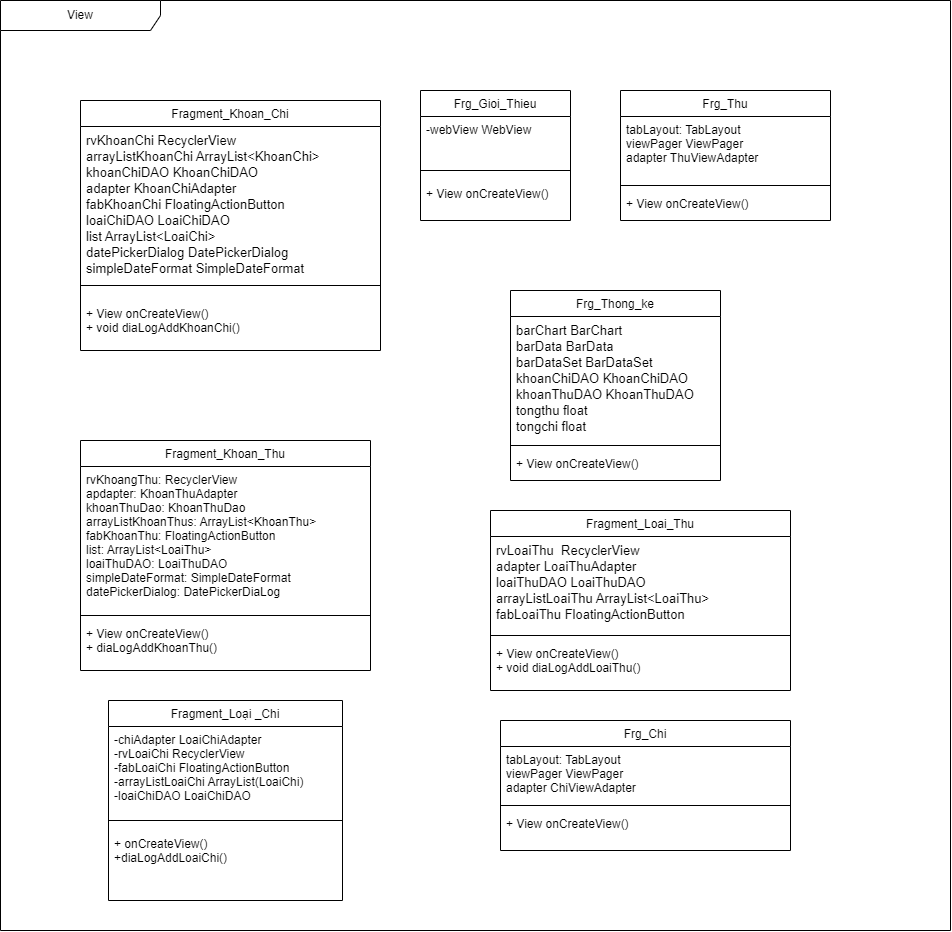 View
Fragment_Khoan_Chi
rvKhoanChi RecyclerView
arrayListKhoanChi ArrayList<KhoanChi>
khoanChiDAO KhoanChiDAO
adapter KhoanChiAdapter
fabKhoanChi FloatingActionButton
loaiChiDAO LoaiChiDAO
list ArrayList<LoaiChi>
datePickerDialog DatePickerDialog
simpleDateFormat SimpleDateFormat
+ View onCreateView()
+ void diaLogAddKhoanChi()
Frg_Gioi_Thieu
-webView WebView
+ View onCreateView()
Frg_Thu
tabLayout: TabLayout
viewPager ViewPager
adapter ThuViewAdapter
+ View onCreateView()
Frg_Thong_ke
barChart BarChart
barData BarData
barDataSet BarDataSet
khoanChiDAO KhoanChiDAO
khoanThuDAO KhoanThuDAO
tongthu float
tongchi float
+ View onCreateView()
Fragment_Khoan_Thu
rvKhoangThu: RecyclerView
apdapter: KhoanThuAdapter
khoanThuDao: KhoanThuDao
arrayListKhoanThus: ArrayList<KhoanThu>
fabKhoanThu: FloatingActionButton
list: ArrayList<LoaiThu>
loaiThuDAO: LoaiThuDAO
simpleDateFormat: SimpleDateFormat
datePickerDialog: DatePickerDiaLog
+ View onCreateView()
+ diaLogAddKhoanThu()
Fragment_Loai_Thu
rvLoaiThu  RecyclerView
adapter LoaiThuAdapter
loaiThuDAO LoaiThuDAO
arrayListLoaiThu ArrayList<LoaiThu>
fabLoaiThu FloatingActionButton
+ View onCreateView()
+ void diaLogAddLoaiThu()
Fragment_Loại _Chi
-chiAdapter LoaiChiAdapter
-rvLoaiChi RecyclerView
-fabLoaiChi FloatingActionButton
-arrayListLoaiChi ArrayList(LoaiChi)
-loaiChiDAO LoaiChiDAO
+ onCreateView()
+diaLogAddLoaiChi()
Frg_Chi
tabLayout: TabLayout
viewPager ViewPager
adapter ChiViewAdapter
+ View onCreateView()